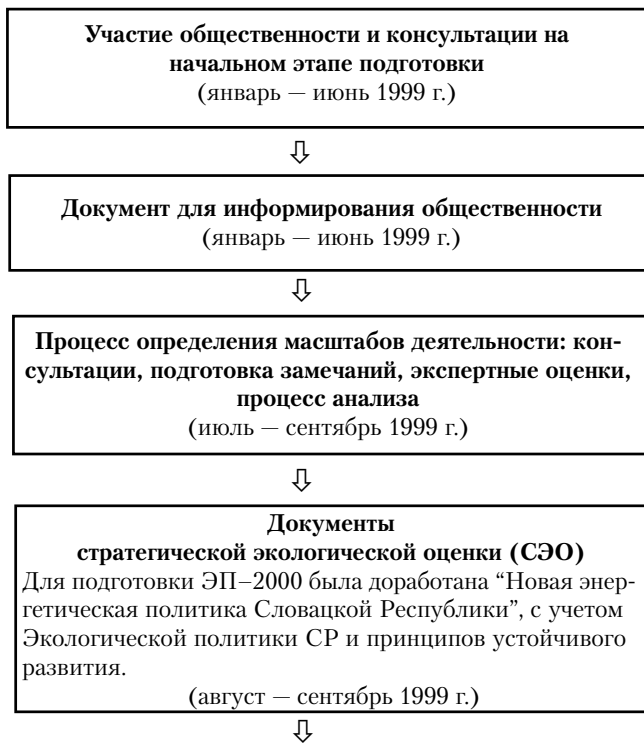 Участие общественности и консультации на
начальном этапе подготовки
(январь — июнь 1999 г.)
⇩
Документ для информирования общественности
(январь — июнь 1999 г.)
⇩
Процесс определения масштабов деятельности: кон-
сультации, подготовка замечаний, экспертные оценки,
процесс анализа
(июль — сентябрь 1999 г.)
⇩
Документы
стратегической экологической оценки (СЭО)
Для подготовки ЭП–2000 была доработана “Новая энер-
гетическая политика Словацкой Республики”, с учетом
Экологической политики СР и принципов устойчивого
развития.
(август — сентябрь 1999 г.)
⇩